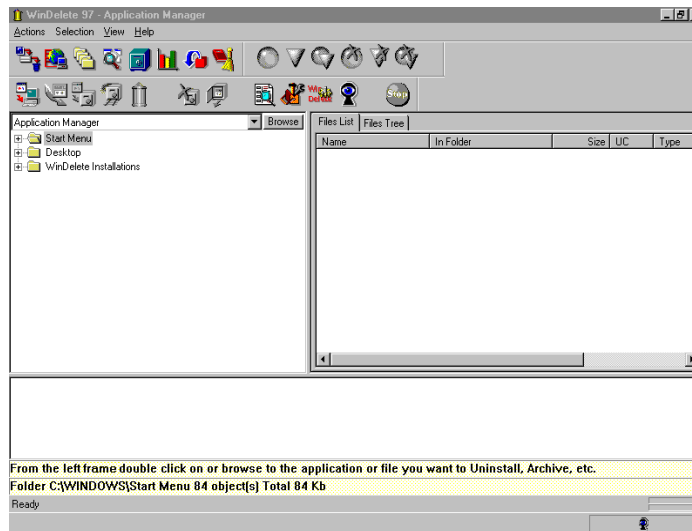 WinDelete 97 - Application Manager
Actions Selection View Help
Win Delete
Stop
Application Manager Browse
Files List Files Tree
Name In Folder Size UC Type
Start Menu
Desktop
WinDelete Installations
From the left frame double click on or browse to the application or file you want to Uninstall, Archive, etc.
Folder C:\WINDOWS\Start Menu 84 object(s) Total 84 Kb
Ready